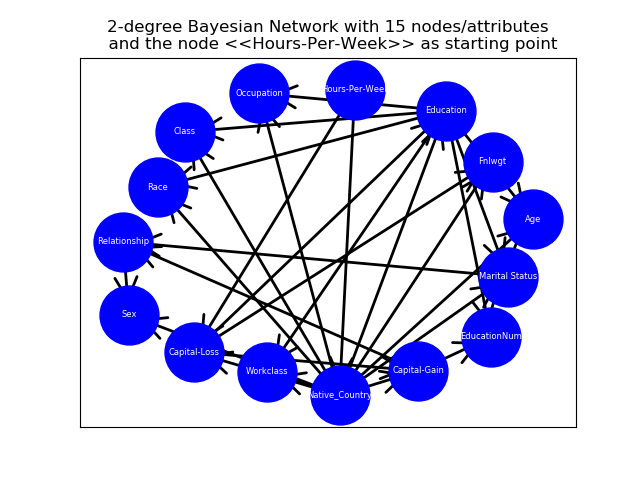 2-degree Bayesian Network with 15 nodes/attributes
and the node <<Hours-Per-Week>> as starting point
Occupation
Hours-Per-Week
Education
Class
Fnlwgt
Race
Age
Relationship
Marital Status
Sex
EducationNum
Capital-Loss
Workclass
Capital-Gain
Native_Country